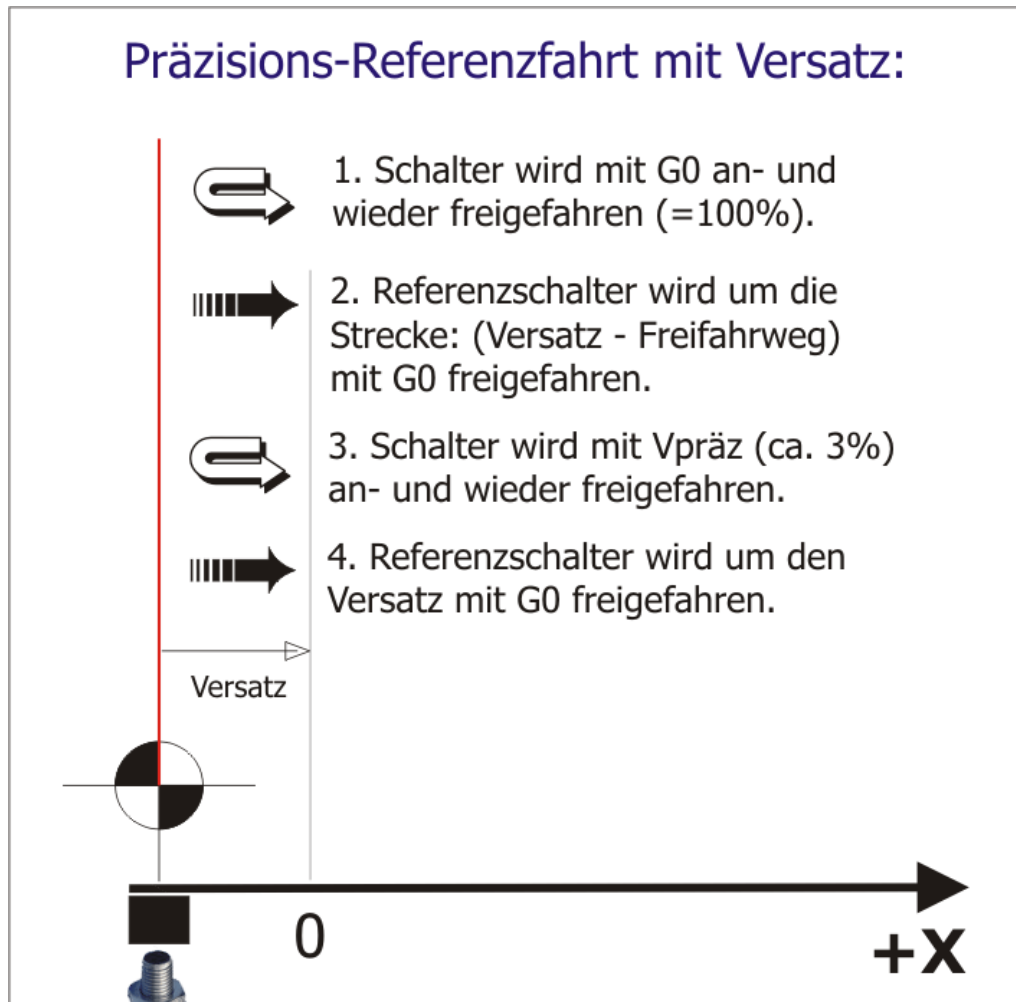 Präzisions-Referenzfahrt mit Versatz:
1. Schalter wird mit G0 an- und
wieder freigefahren (=100%).
2. Referenzschalter wird um die
Strecke: (Versatz - Freifahrweg)
mit G0 freigefahren.
3. Schalter wird mit Vpräz (ca. 3%)
an- und wieder freigefahren.
4. Referenzschalter wird um den
Versatz mit G0 freigefahren.
Versatz
0
+X